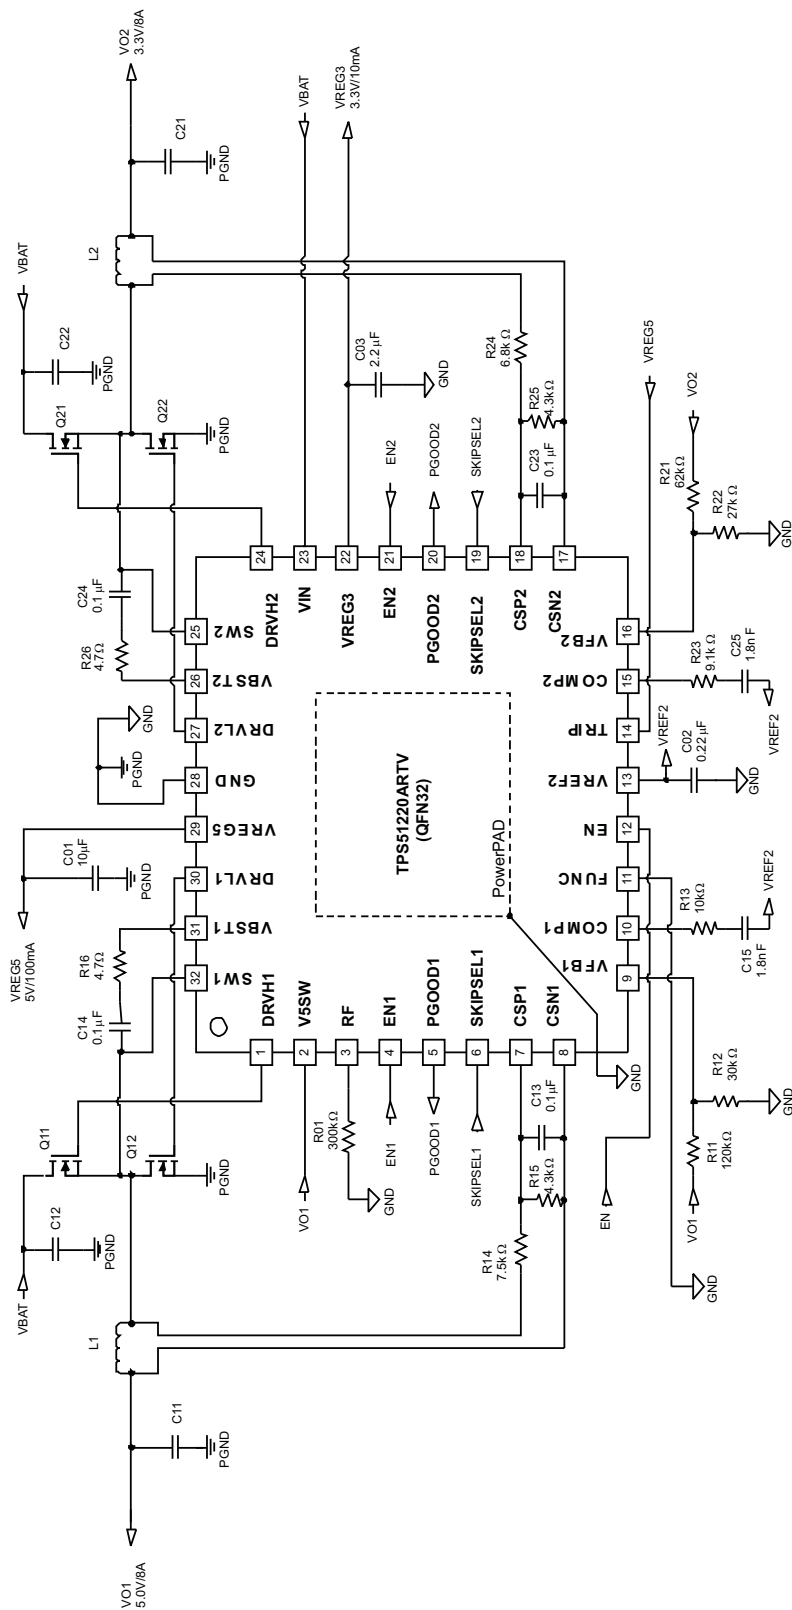 VO1
5.0V/8A
C11
PGND
L1
VBAT
C12
PGND
Q11
Q12
PGND
C14
0.1µF
R16
4.7Ω
VREG5
5V/100mA
C01
10µF
PGND
PGND
GND
R26
4.7Ω
C24
0.1 µF
Q21
Q22
PGND
C22
PGND
VBAT
L2
C21
PGND
VO2
3.3V/8A
32
31
30
29
28
27
26
25
SW1
VBST1
DRVL1
VREG5
GND
DRVL2
VBST2
SW2
1
DRVH1
2
V5SW
3
RF
4
EN1
5
PGOOD1
6
SKIPSEL1
7
CSP1
8
CSN1
24
DRVH2
23
VIN
22
VREG3
21
EN2
20
PGOOD2
19
SKIPSEL2
18
CSP2
17
CSN2
TPS51220ARTV
(QFN32)
PowerPAD
GND
VFB1
COMP1
FUNC
EN
VREF2
TRIP
COMP2
VFB2
9
10
11
12
13
14
15
16
VO1
R01
300kΩ
GND
EN1
PGOOD1
SKIPSEL1
R14
7.5kΩ
R15
4.3kΩ
C13
0.1µF
VBAT
VREG3
3.3V/10mA
C03
2.2 µF
GND
EN2
PGOOD2
SKIPSEL2
C23
0.1 µF
R25
4.3kΩ
R24
6.8k Ω
EN
GND
VO1
R11
120kΩ
R12
30kΩ
GND
R13
10kΩ
C15
1.8n F
VREF2
VREF2
C02
0.22 µF
GND
R23
9.1k Ω
C25
1.8n F
VREF2
R21
62kΩ
R22
27k Ω
GND
VO2
VREG5